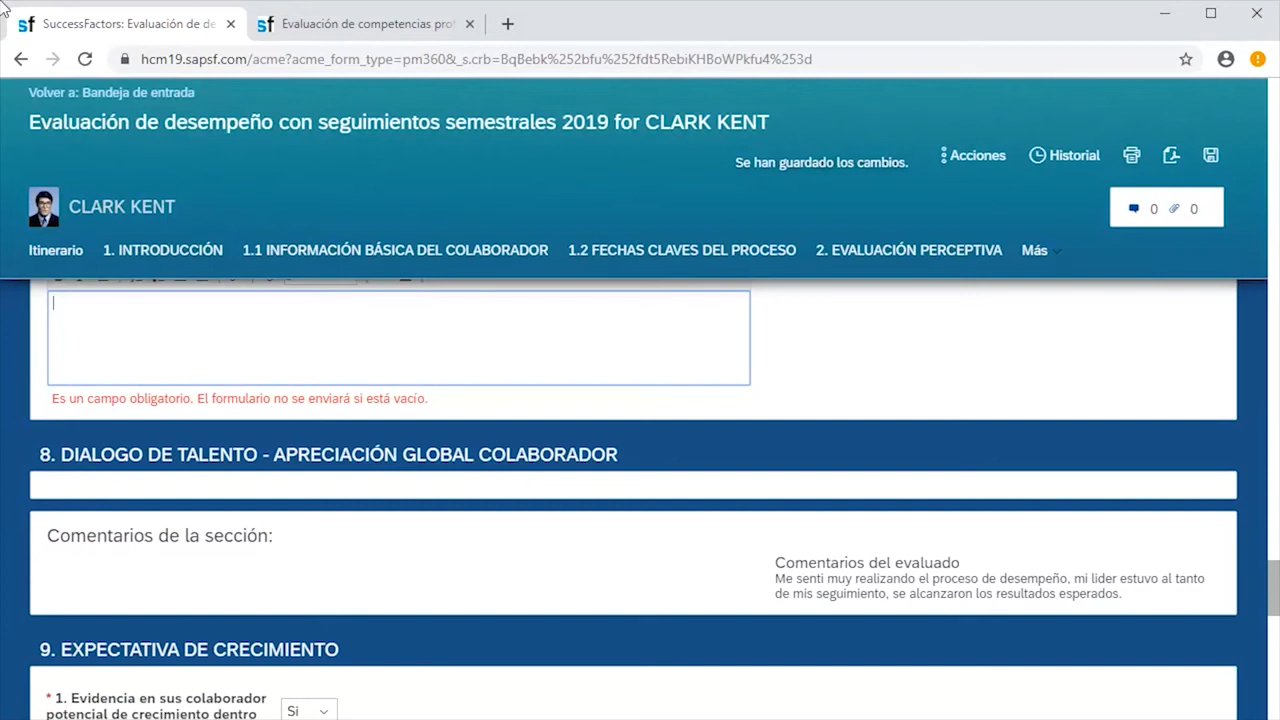 SuccessFactors: Evaluación de de
Evaluación de competencias prof
hcm19.sapsf.com/acme?acme_form_type=pm360&_s.crb=BqBebk%252bfu%252fdt5RebiKHBoWPkfu4%253d
Volver a: Bandeja de entrada
Evaluación de desempeño con seguimientos semestrales 2019 for CLARK KENT
Se han guardado los cambios.
Acciones
Historial
CLARK KENT
0
0
Itinerario
1. INTRODUCCIÓN
1.1 INFORMACIÓN BÁSICA DEL COLABORADOR
1.2 FECHAS CLAVES DEL PROCESO
2. EVALUACIÓN PERCEPTIVA
Más
Es un campo obligatorio. El formulario no se enviará si está vacío.
8. DIALOGO DE TALENTO - APRECIACIÓN GLOBAL COLABORADOR
Comentarios de la sección:
Comentarios del evaluado
Me senti muy realizando el proceso de desempeño, mi lider estuvo al tanto
de mis seguimiento, se alcanzaron los resultados esperados.
9. EXPECTATIVA DE CRECIMIENTO
* 1. Evidencia en sus colaborador
potencial de crecimiento dentro
Si